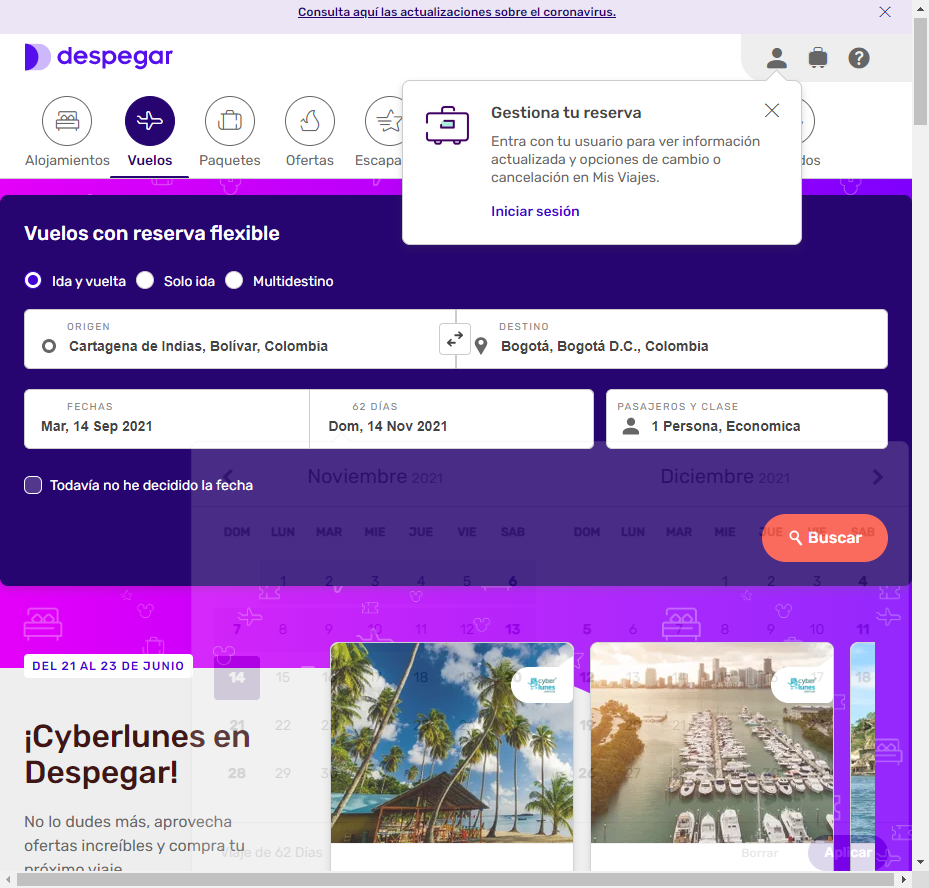 Consulta aquí las actualizaciones sobre el coronavirus.
despegar
Gestiona tu reserva
Entra con tu usuario para ver información
actualizada y opciones de cambio o
cancelación en Mis Viajes.
Iniciar sesión
Alojamientos
Vuelos
Paquetes
Ofertas
Escapa
dos
Vuelos con reserva flexible
Ida y vuelta
Solo ida
Multidestino
ORIGEN
Cartagena de Indias, Bolívar, Colombia
DESTINO
Bogotá, Bogotá D.C., Colombia
FECHAS
Mar, 14 Sep 2021
62 DÍAS
Dom, 14 Nov 2021
PASAJEROS Y CLASE
1 Persona, Economica
Todavía no he decidido la fecha
Noviembre 2021
Diciembre 2021
DOM LUN MAR MIE JUE VIE SAB
DOM LUN MAR MIE JUE VIE SAB
Buscar
1 2 3 4 5 6
1 2 3 4
7 8 9 10 11 12 13
5 6 7 8 9 10 11
14 15 18 19
12 13 18
21 22
19 21
28 29
26 27
DEL 21 AL 23 DE JUNIO
cyber
lunes
cyber
lunes
¡Cyberlunes en
Despegar!
No lo dudes más, aprovecha
ofertas increíbles y compra tu
próximo viaje
Viaje de 62 Días
Borrar
Aplicar